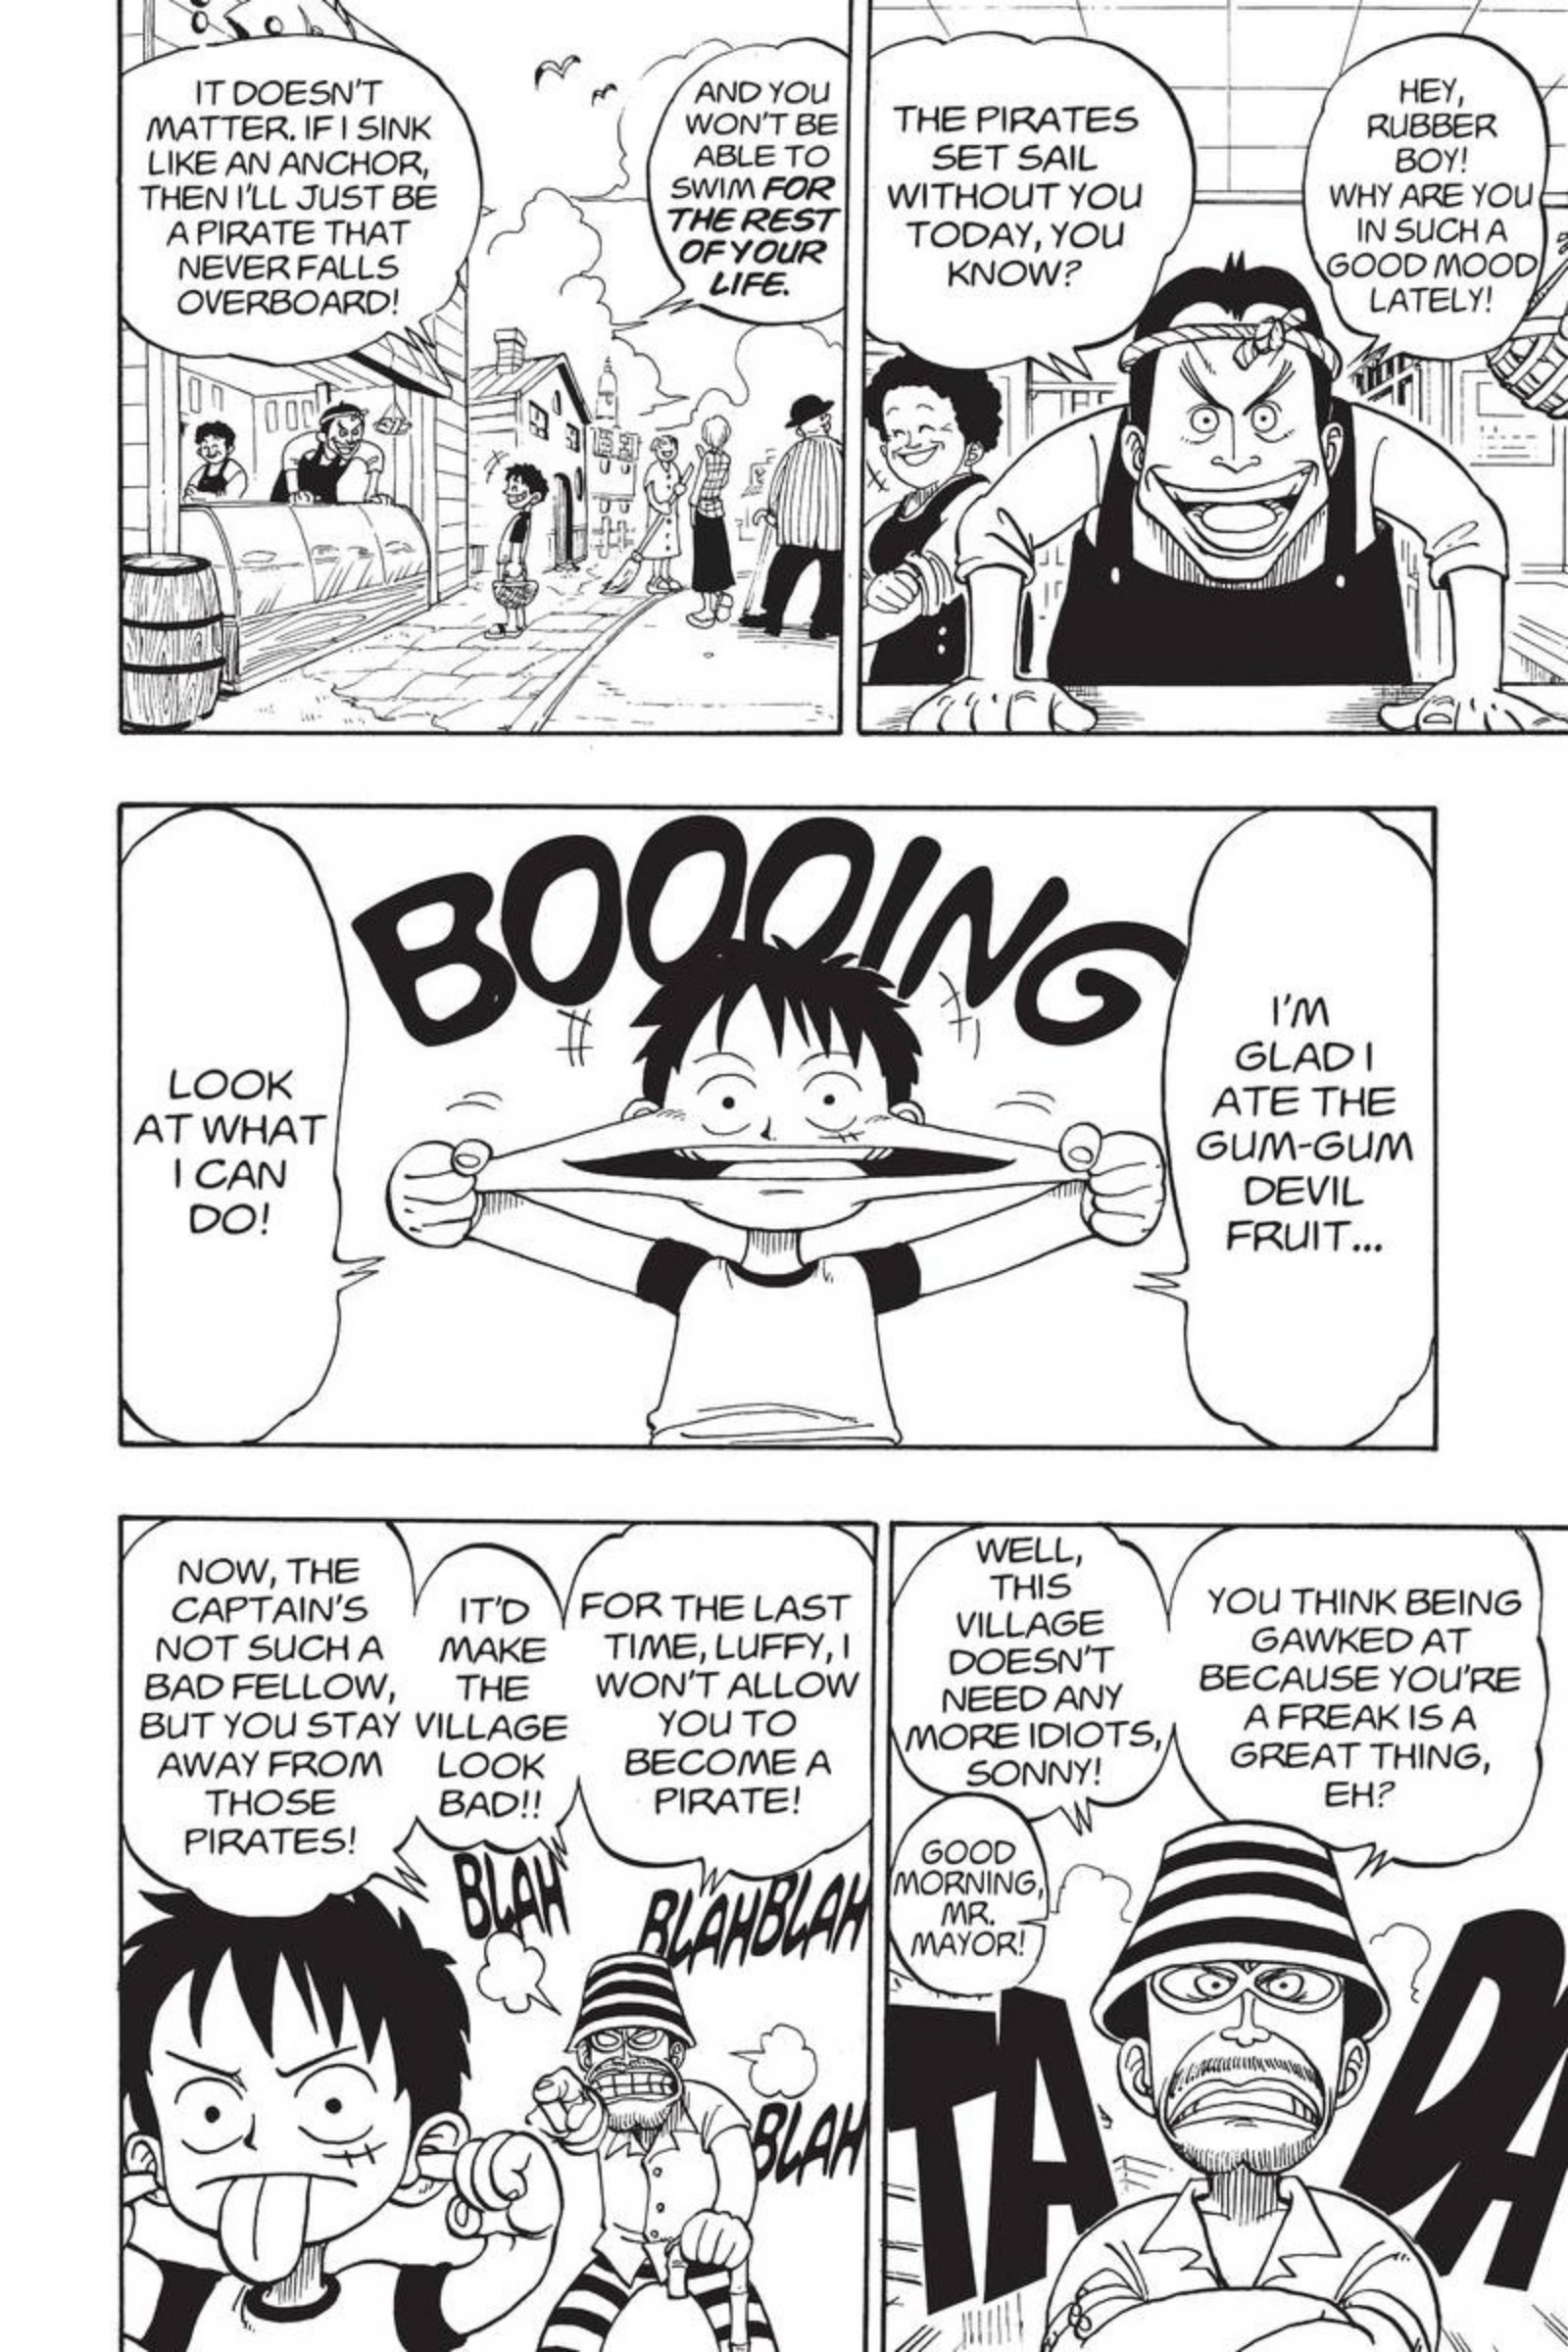 HEY,
RUBBER
BOY!
WHY ARE YOU
IN SUCH A
GOOD MOOD
LATELY!
THE PIRATES
SET SAIL
WITHOUT YOU
TODAY, YOU
KNOW?
AND YOU
WON'T BE
ABLE TO
SWIM FOR
THE REST
OF YOUR
LIFE.
IT DOESN'T
MATTER. IF I SINK
LIKE AN ANCHOR,
THEN I'LL JUST BE
A PIRATE THAT
NEVER FALLS
OVERBOARD!
I'M
GLAD I
ATE THE
GUM-GUM
DEVIL
FRUIT...
BOOOING
LOOK
AT WHAT
I CAN
DO!
YOU THINK BEING
GAWKED AT
BECAUSE YOU'RE
A FREAK IS A
GREAT THING,
EH?
WELL,
THIS
VILLAGE
DOESN'T
NEED ANY
MORE IDIOTS,
SONNY!
GOOD
MORNING,
MR.
MAYOR!
TA DA
FOR THE LAST
TIME, LUFFY, I
WON'T ALLOW
YOU TO
BECOME A
PIRATE!
IT'D
MAKE
THE
VILLAGE
LOOK
BAD!!
NOW, THE
CAPTAIN'S
NOT SUCH A
BAD FELLOW,
BUT YOU STAY
AWAY FROM
THOSE
PIRATES!
BLAH
BLAHBLAH
BLAH